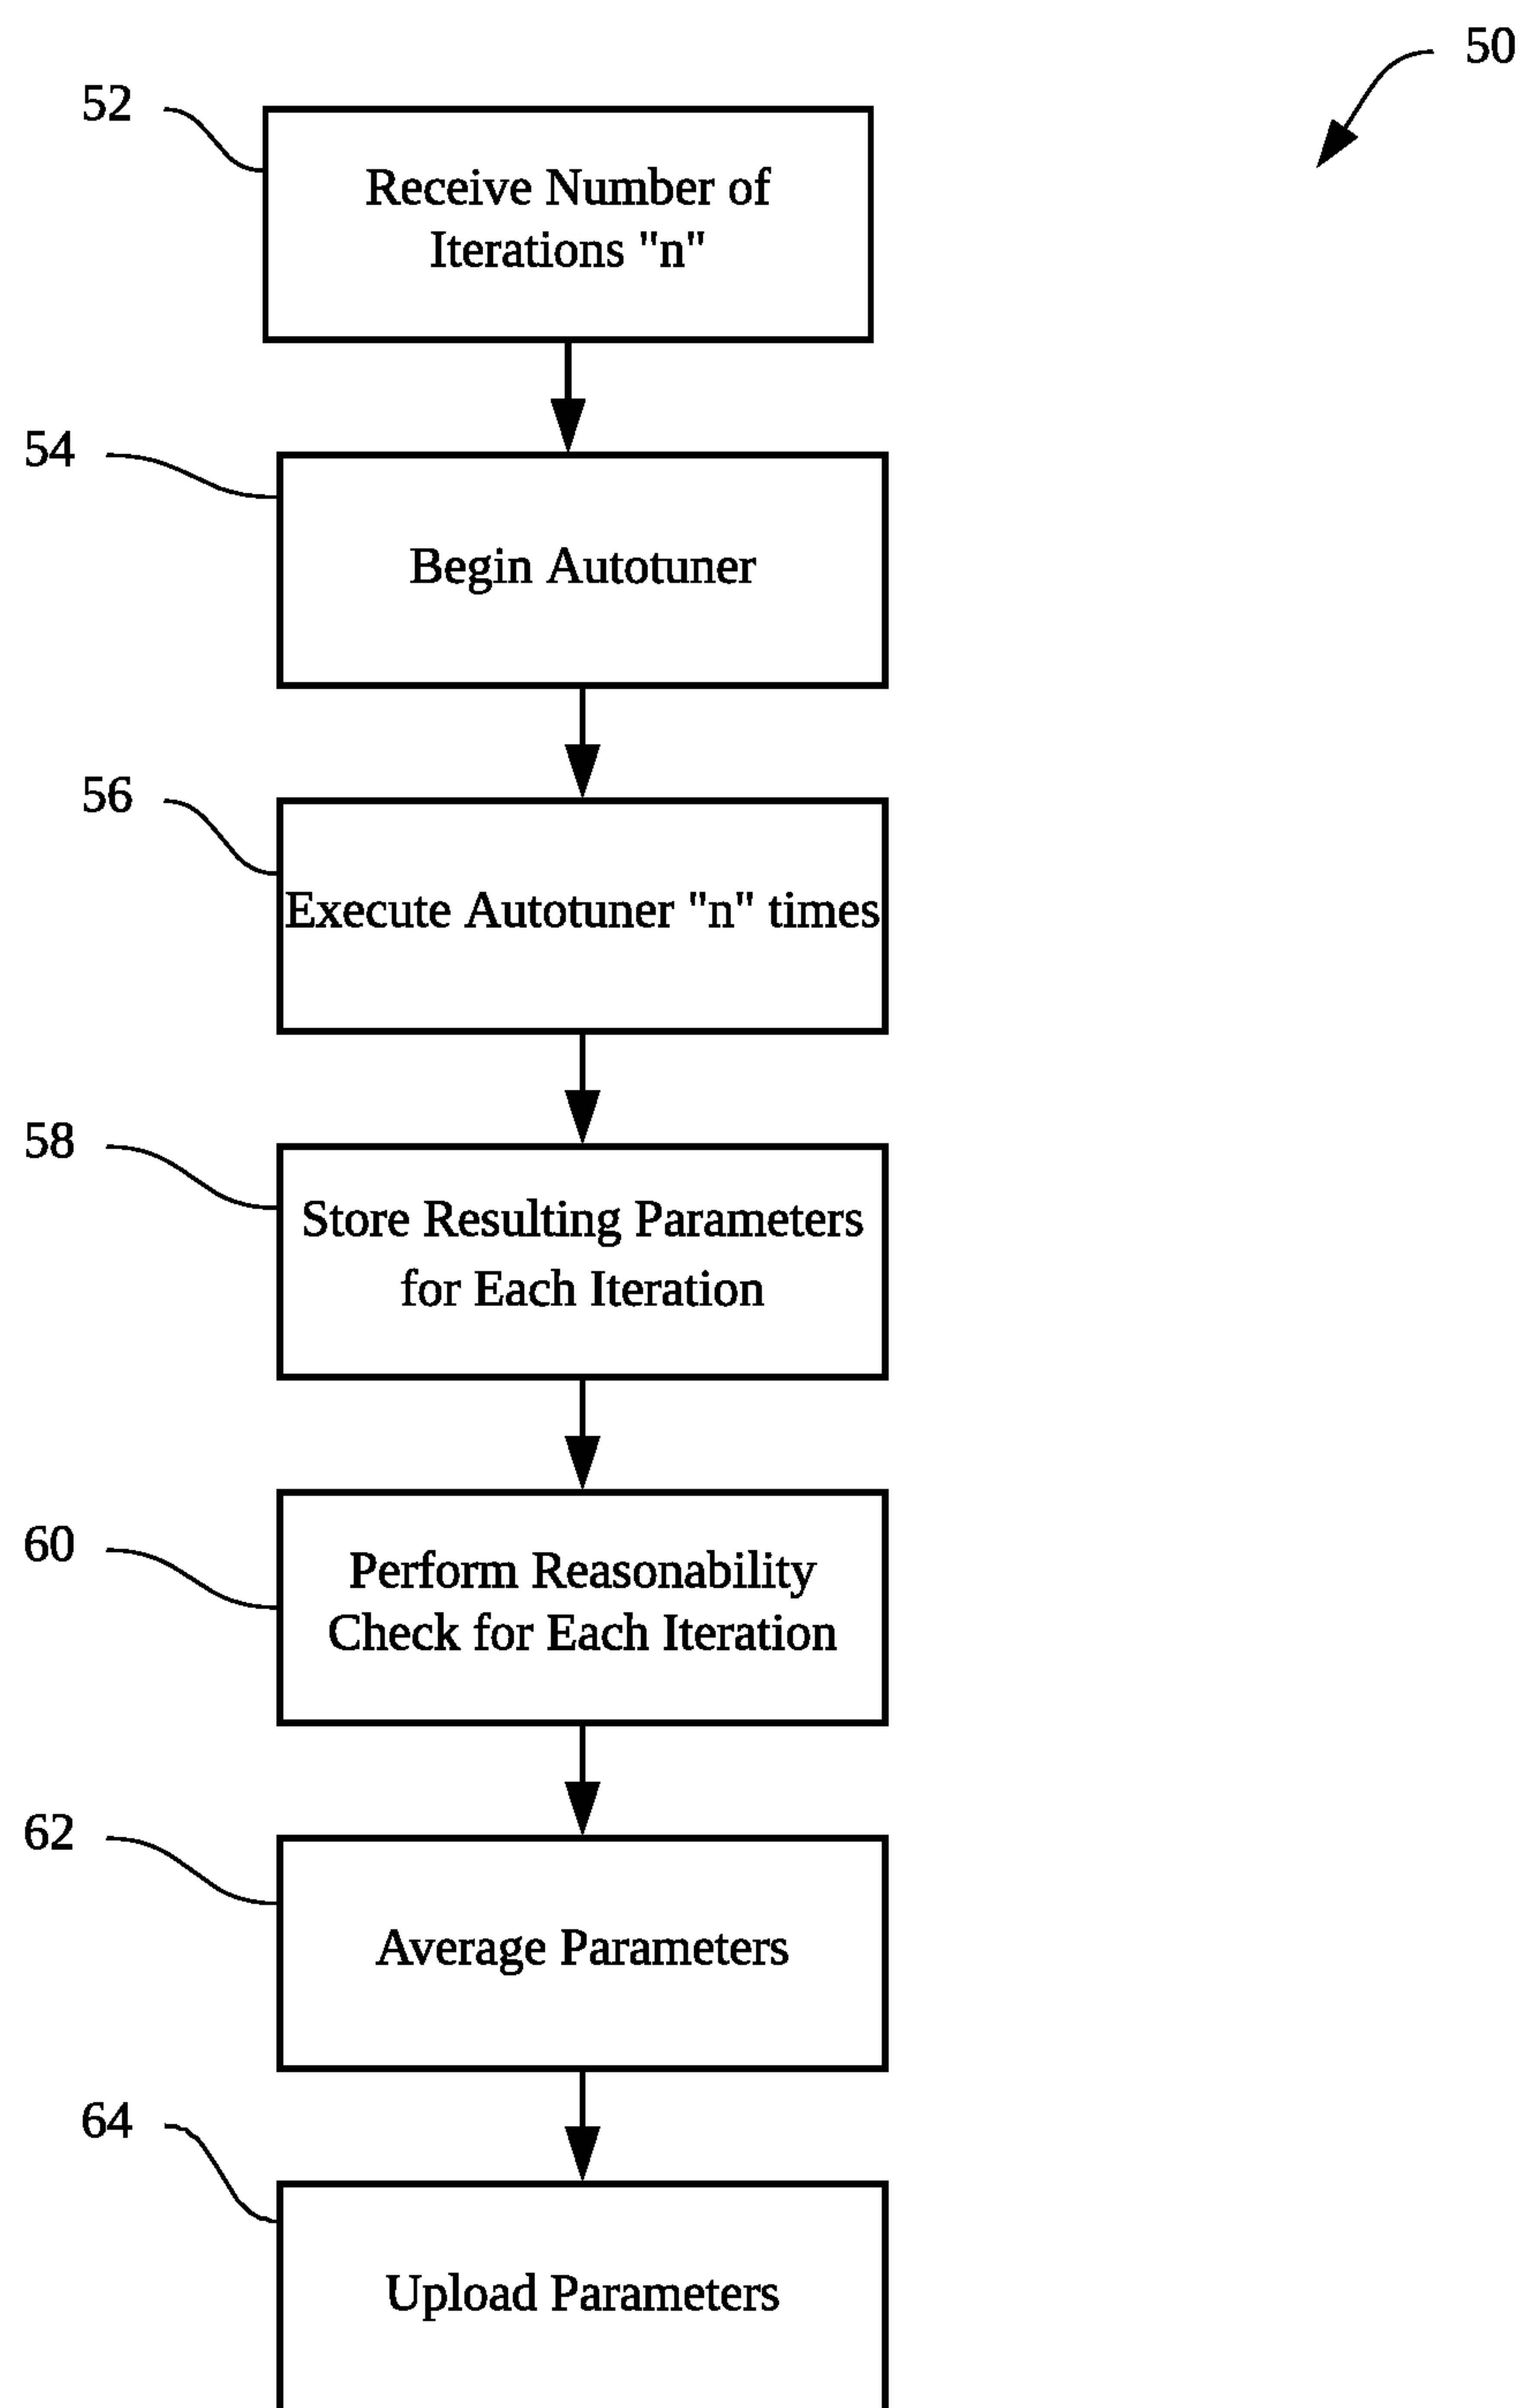 50
52
Receive Number of
Iterations "n"
54
Begin Autotuner
56
Execute Autotuner "n" times
58
Store Resulting Parameters
for Each Iteration
60
Perform Reasonability
Check for Each Iteration
62
Average Parameters
64
Upload Parameters